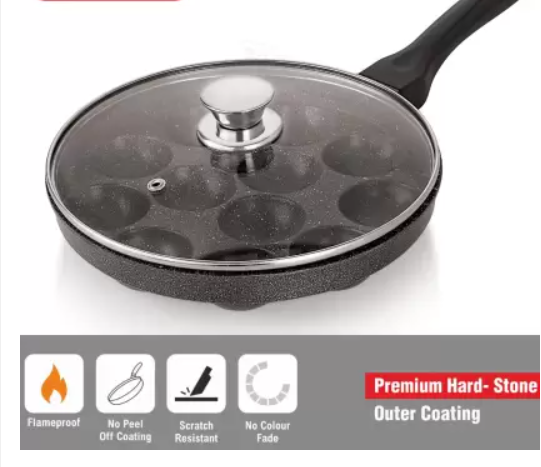 Flameproof
No Peel
Off Coating
Scratch
Resistant
No Colour
Fade
Premium Hard- Stone
Outer Coating